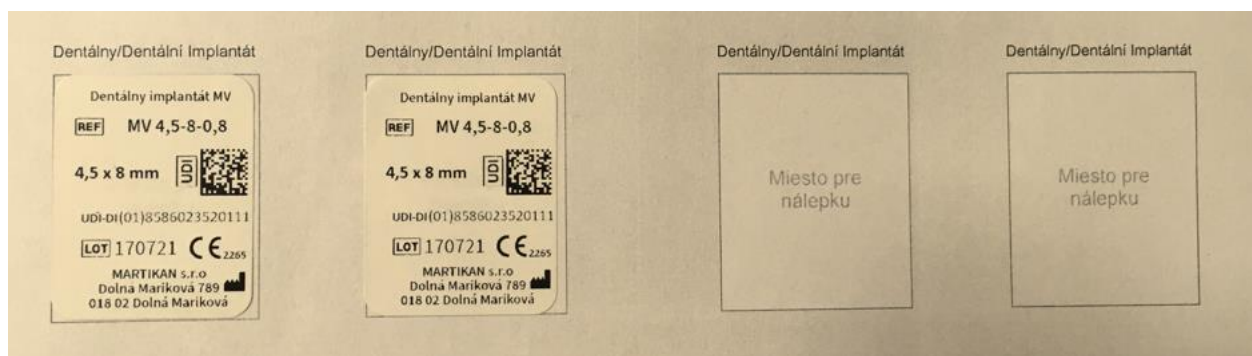 Dentálny/Dentální Implantát
Dentálny implantát MV
REF MV 4,5-8-0,8
4,5 x 8 mm UDI
UDI-DI(01)8586023520111
LOT 170721 CE 2265
MARTIKAN s.r.o
Dolna Mariková 789
018 02 Dolná Mariková
Dentálny/Dentální Implantát
Dentálny implantát MV
REF MV 4,5-8-0,8
4,5 x 8 mm UDI
UDI-DI(01)8586023520111
LOT 170721 CE 2265
MARTIKAN s.r.o
Dolná Mariková 789
018 02 Dolná Mariková
Dentálny/Dentální Implantát
Miesto pre
nálepku
Dentálny/Dentální Implantát
Miesto pre
nálepku